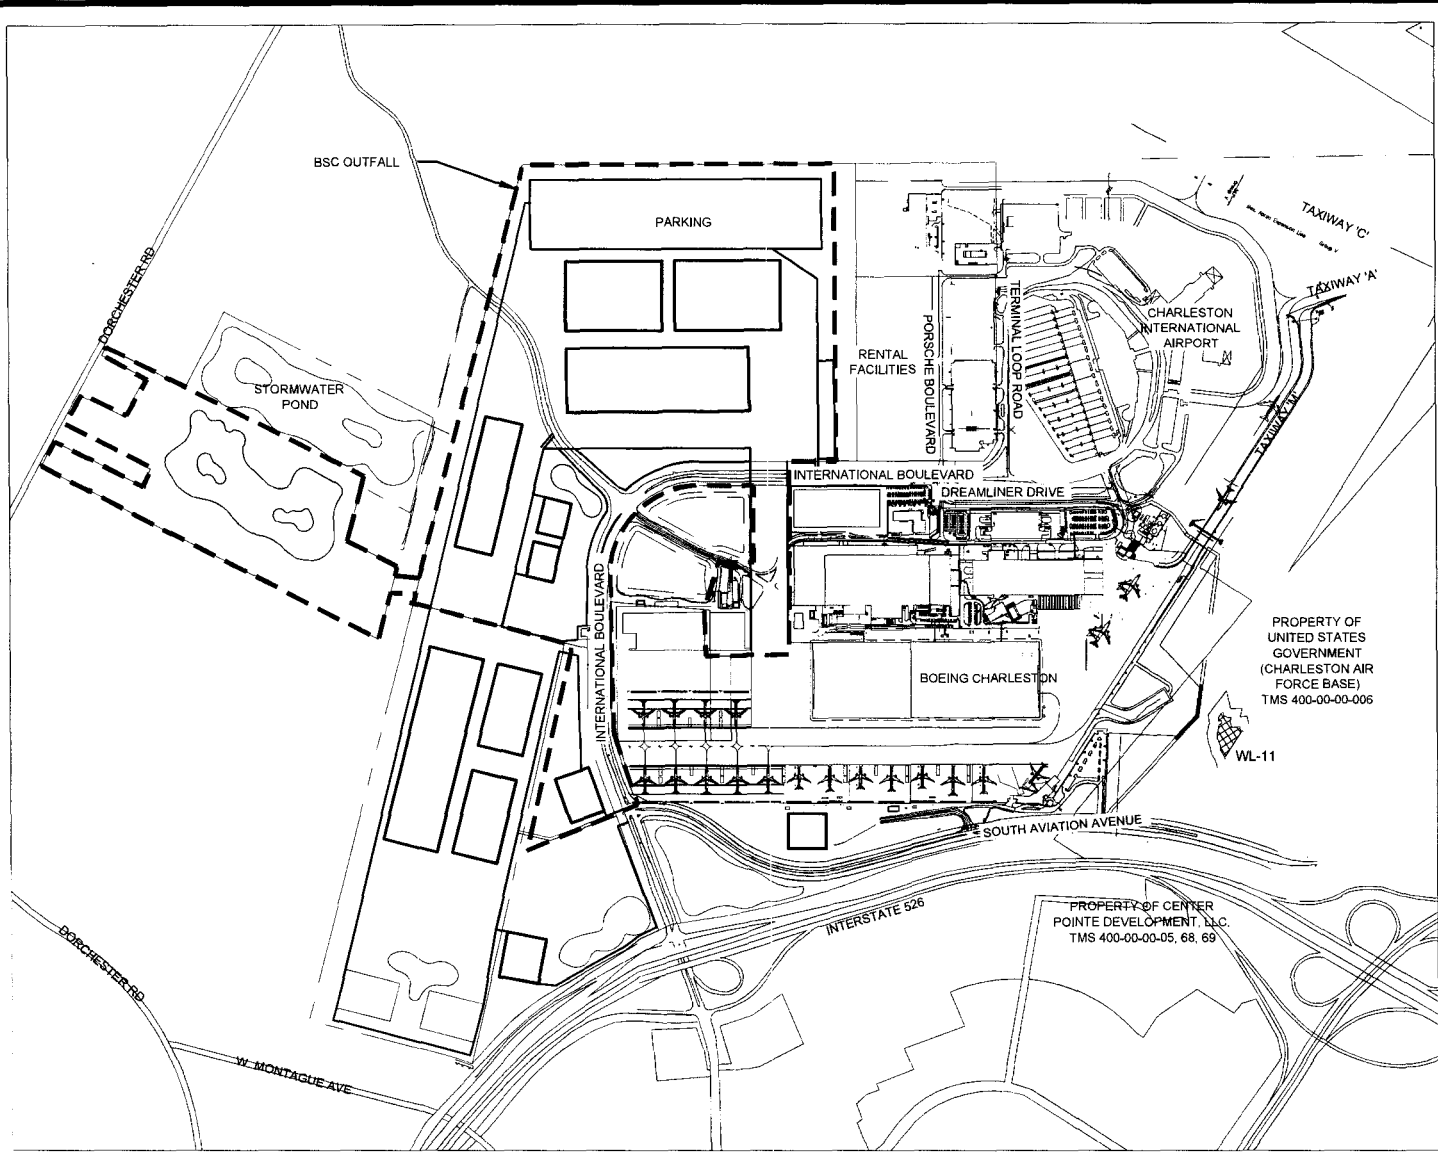 BSC OUTFALL
PARKING
TAXIWAY 'C'
TAXIWAY 'A'
DORCHESTER RD
CHARLESTON
INTERNATIONAL
AIRPORT
TERMINAL LOOP ROAD
PORSCHE BOULEVARD
RENTAL
FACILITIES
STORMWATER
POND
TAXIWAY 'M'
INTERNATIONAL BOULEVARD
DREAMLINER DRIVE
INTERNATIONAL BOULEVARD
PROPERTY OF
UNITED STATES
GOVERNMENT
(CHARLESTON AIR
FORCE BASE)
TMS 400-00-00-006
BOEING CHARLESTON
WL-11
SOUTH AVIATION AVENUE
INTERSTATE 526
PROPERTY OF CENTER
POINTE DEVELOPMENT, LLC.
TMS 400-00-00-05, 68, 69
DORCHESTER RD
W. MONTAGUE AVE